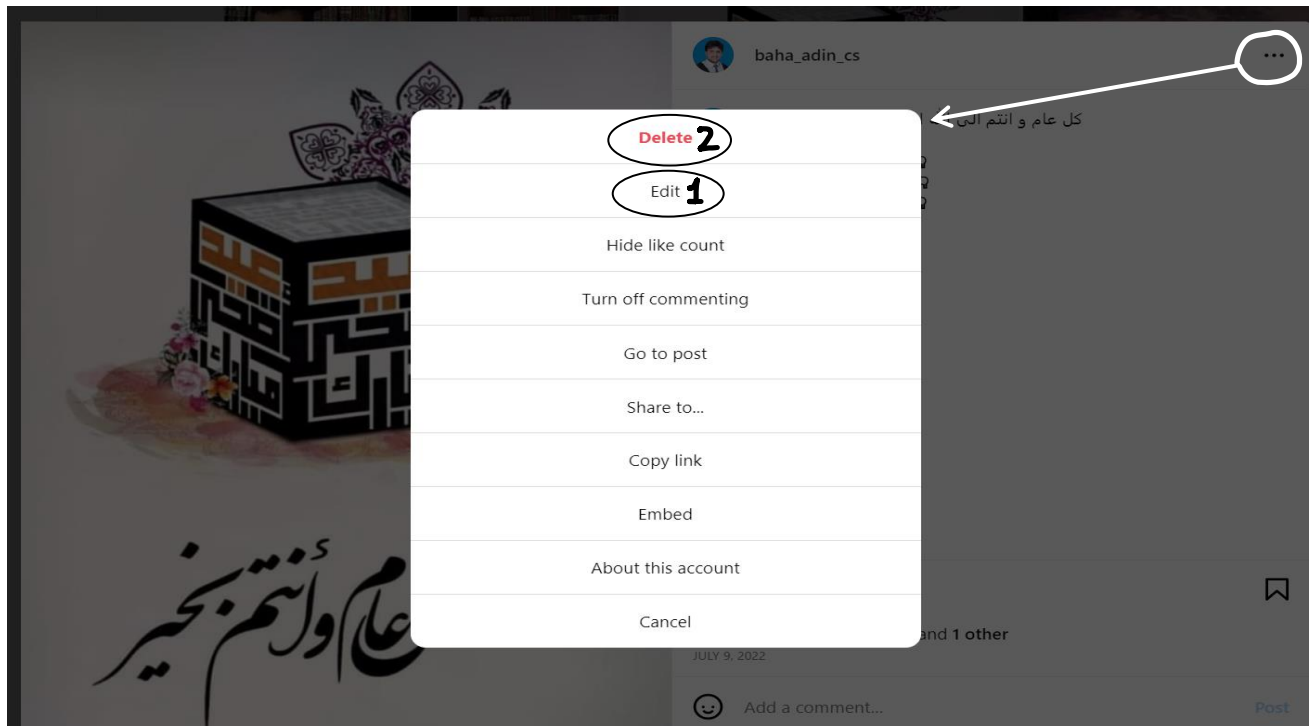 baha_adin_cs
كل عام و انتم الى
Delete 2
Edit 1
Hide like count
Turn off commenting
Go to post
Share to...
Copy link
Embed
About this account
Cancel
and 1 other
JULY 9, 2022
Add a comment...
Post
عيد
أضحى
مبارك
عام وأنتم بخير